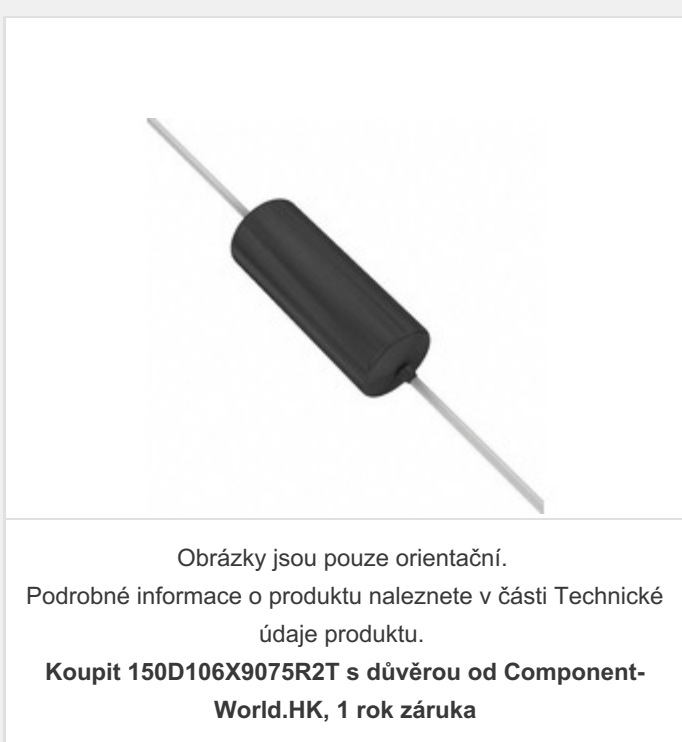 Obrázky jsou pouze orientační.
Podrobné informace o produktu naleznete v části Technické
údaje produktu.
Koupit 150D106X9075R2T s důvěrou od Component-
World.HK, 1 rok záruka